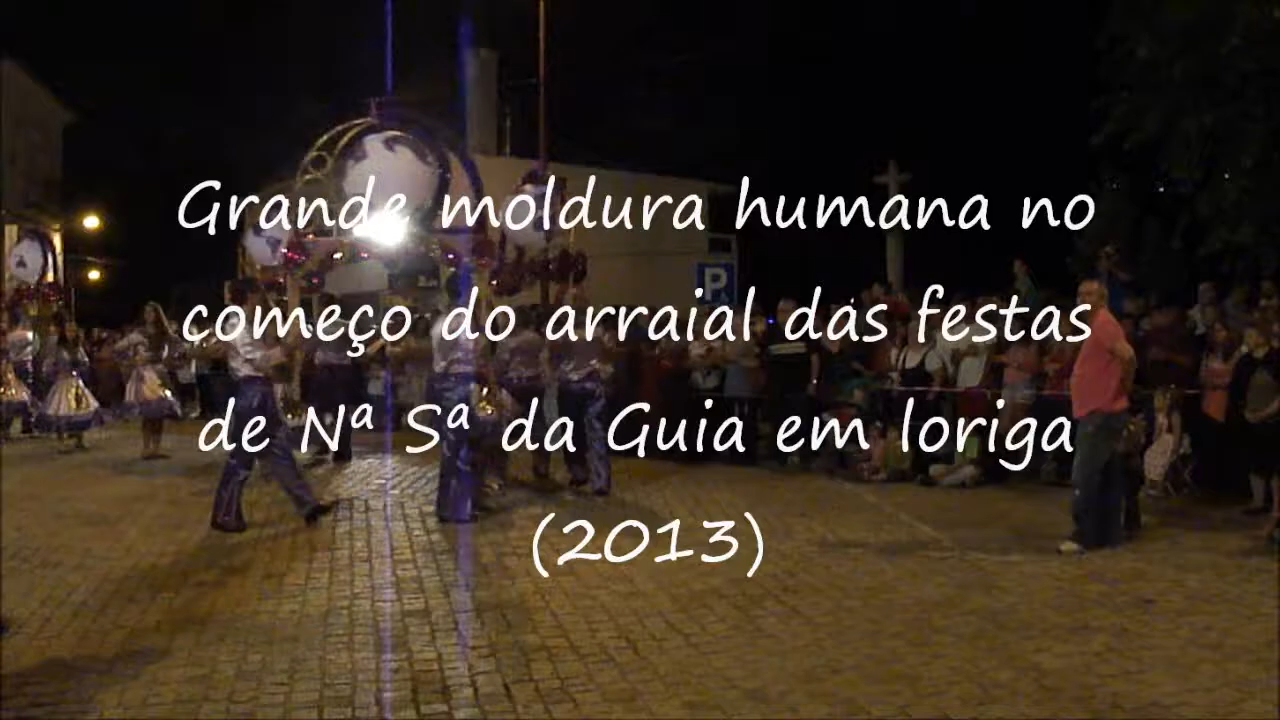 Grande moldura humana no
começo do arraial das festas
de Nª Sª da Guia em loriga
(2013)
P